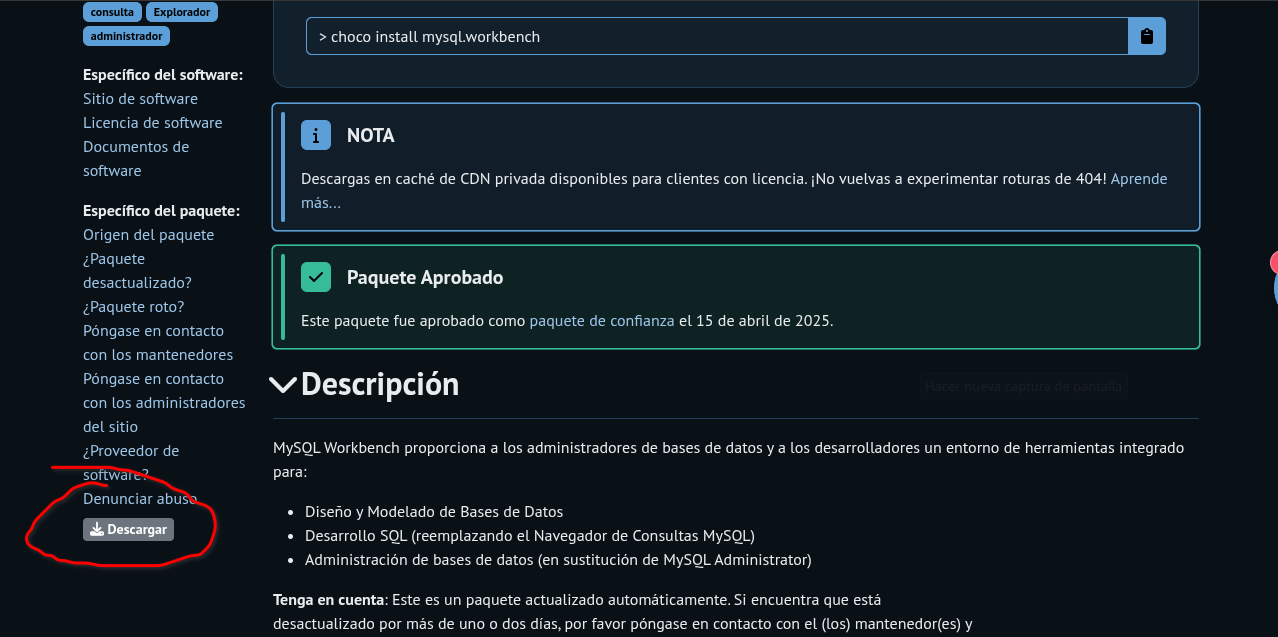 consulta Explorador
administrador
Específico del software:
Sitio de software
Licencia de software
Documentos de
software
Específico del paquete:
Origen del paquete
¿Paquete
desactualizado?
¿Paquete roto?
Póngase en contacto
con los mantenedores
Póngase en contacto
con los administradores
del sitio
¿Proveedor de
software?
Denunciar abuso
Descargar
> choco install mysql.workbench
NOTA
Descargas en caché de CDN privada disponibles para clientes con licencia. ¡No vuelvas a experimentar roturas de 404! Aprende
más...
Paquete Aprobado
Este paquete fue aprobado como paquete de confianza el 15 de abril de 2025.
Descripción
Hacer nueva captura de pantalla
MySQL Workbench proporciona a los administradores de bases de datos y a los desarrolladores un entorno de herramientas integrado
para:
• Diseño y Modelado de Bases de Datos
• Desarrollo SQL (reemplazando el Navegador de Consultas MySQL)
• Administración de bases de datos (en sustitución de MySQL Administrator)
Tenga en cuenta: Este es un paquete actualizado automáticamente. Si encuentra que está
desactualizado por más de uno o dos días, por favor póngase en contacto con el (los) mantenedor(es) y